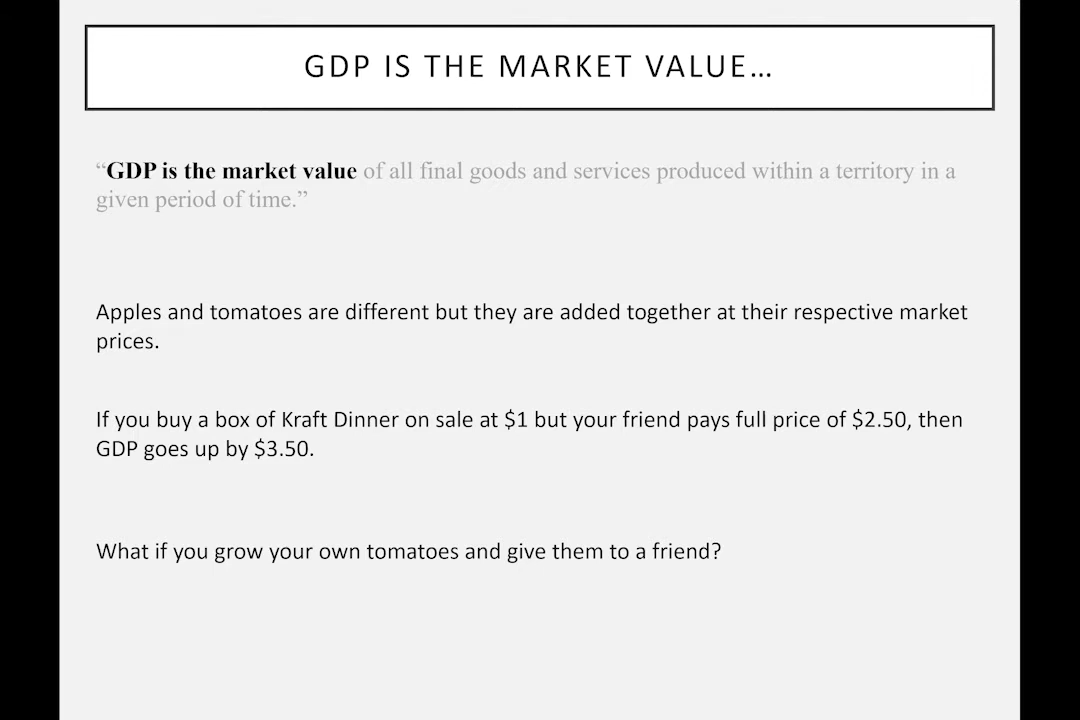 GDP IS THE MARKET VALUE…
“GDP is the market value of all final goods and services produced within a territory in a
given period of time.”
Apples and tomatoes are different but they are added together at their respective market
prices.
If you buy a box of Kraft Dinner on sale at $1 but your friend pays full price of $2.50, then
GDP goes up by $3.50.
What if you grow your own tomatoes and give them to a friend?